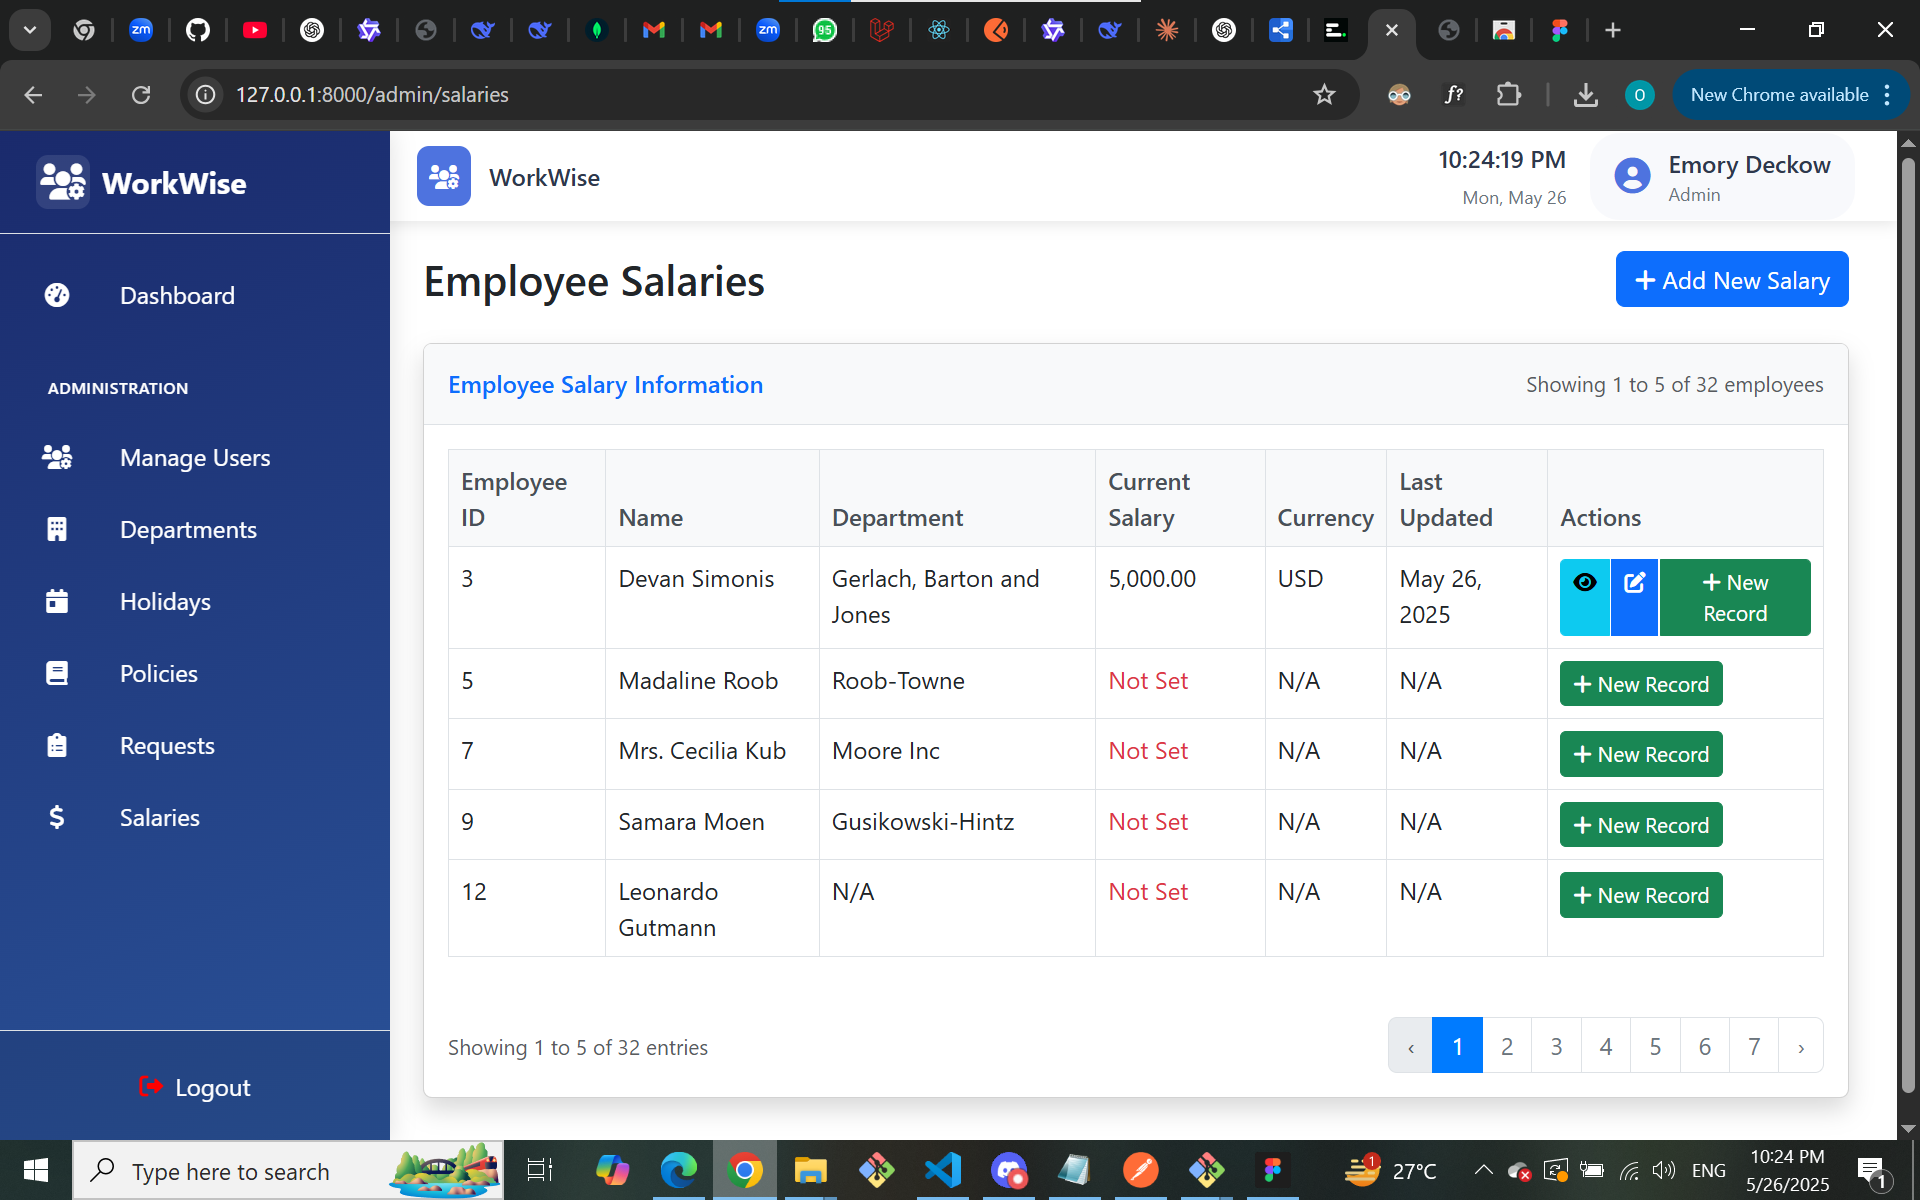 zm
zm
95
127.0.0.1:8000/admin/salaries
f?
O
New Chrome available
WorkWise
WorkWise
10:24:19 PM
Mon, May 26
Emory Deckow
Admin
Dashboard
ADMINISTRATION
Manage Users
Departments
Holidays
Policies
Requests
Salaries
Logout
Employee Salaries
+ Add New Salary
Employee Salary Information
Showing 1 to 5 of 32 employees
Employee ID Name Department Current Salary Currency Last Updated Actions
3 Devan Simonis Gerlach, Barton and Jones 5,000.00 USD May 26, 2025 + New Record
5 Madaline Roob Roob-Towne Not Set N/A N/A + New Record
7 Mrs. Cecilia Kub Moore Inc Not Set N/A N/A + New Record
9 Samara Moen Gusikowski-Hintz Not Set N/A N/A + New Record
12 Leonardo Gutmann N/A Not Set N/A N/A + New Record
Showing 1 to 5 of 32 entries
‹ 1 2 3 4 5 6 7 ›
Type here to search
1
27°C
ENG
10:24 PM
5/26/2025
1